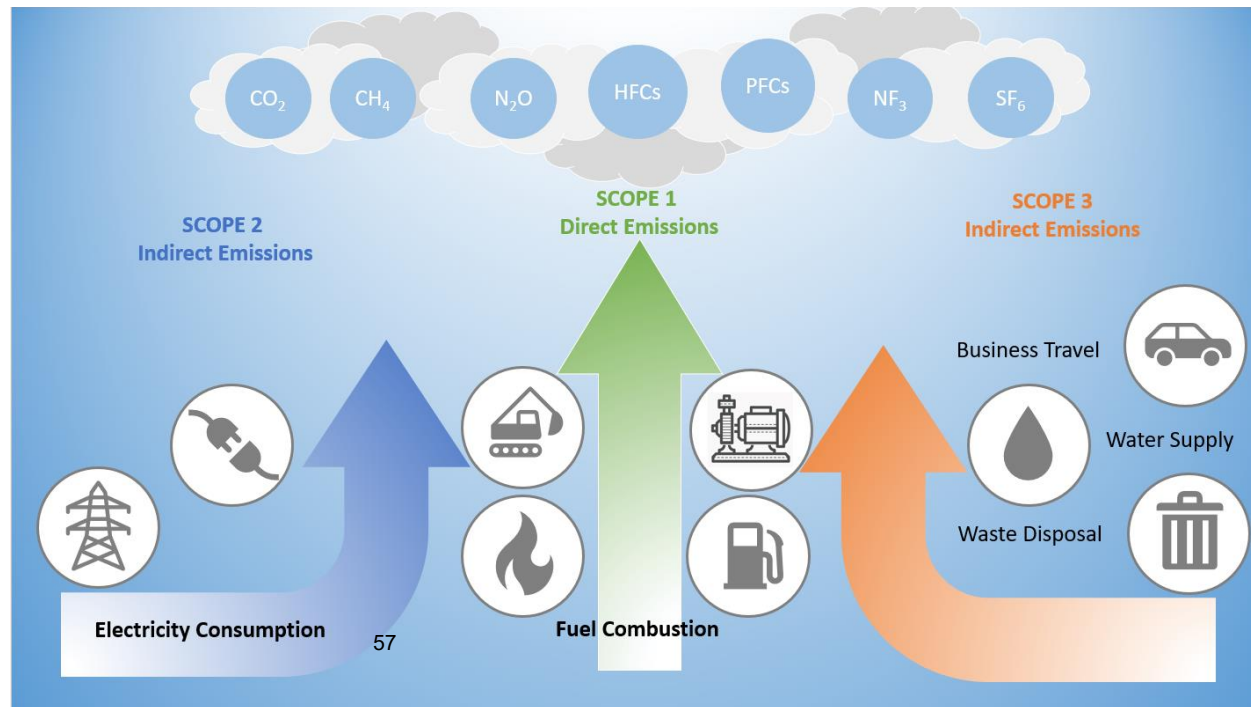 CO₂
CH₄
N₂O
HFCs
PFCs
NF₃
SF₆
SCOPE 2
Indirect Emissions
SCOPE 1
Direct Emissions
SCOPE 3
Indirect Emissions
Business Travel
Water Supply
Waste Disposal
Electricity Consumption
57
Fuel Combustion